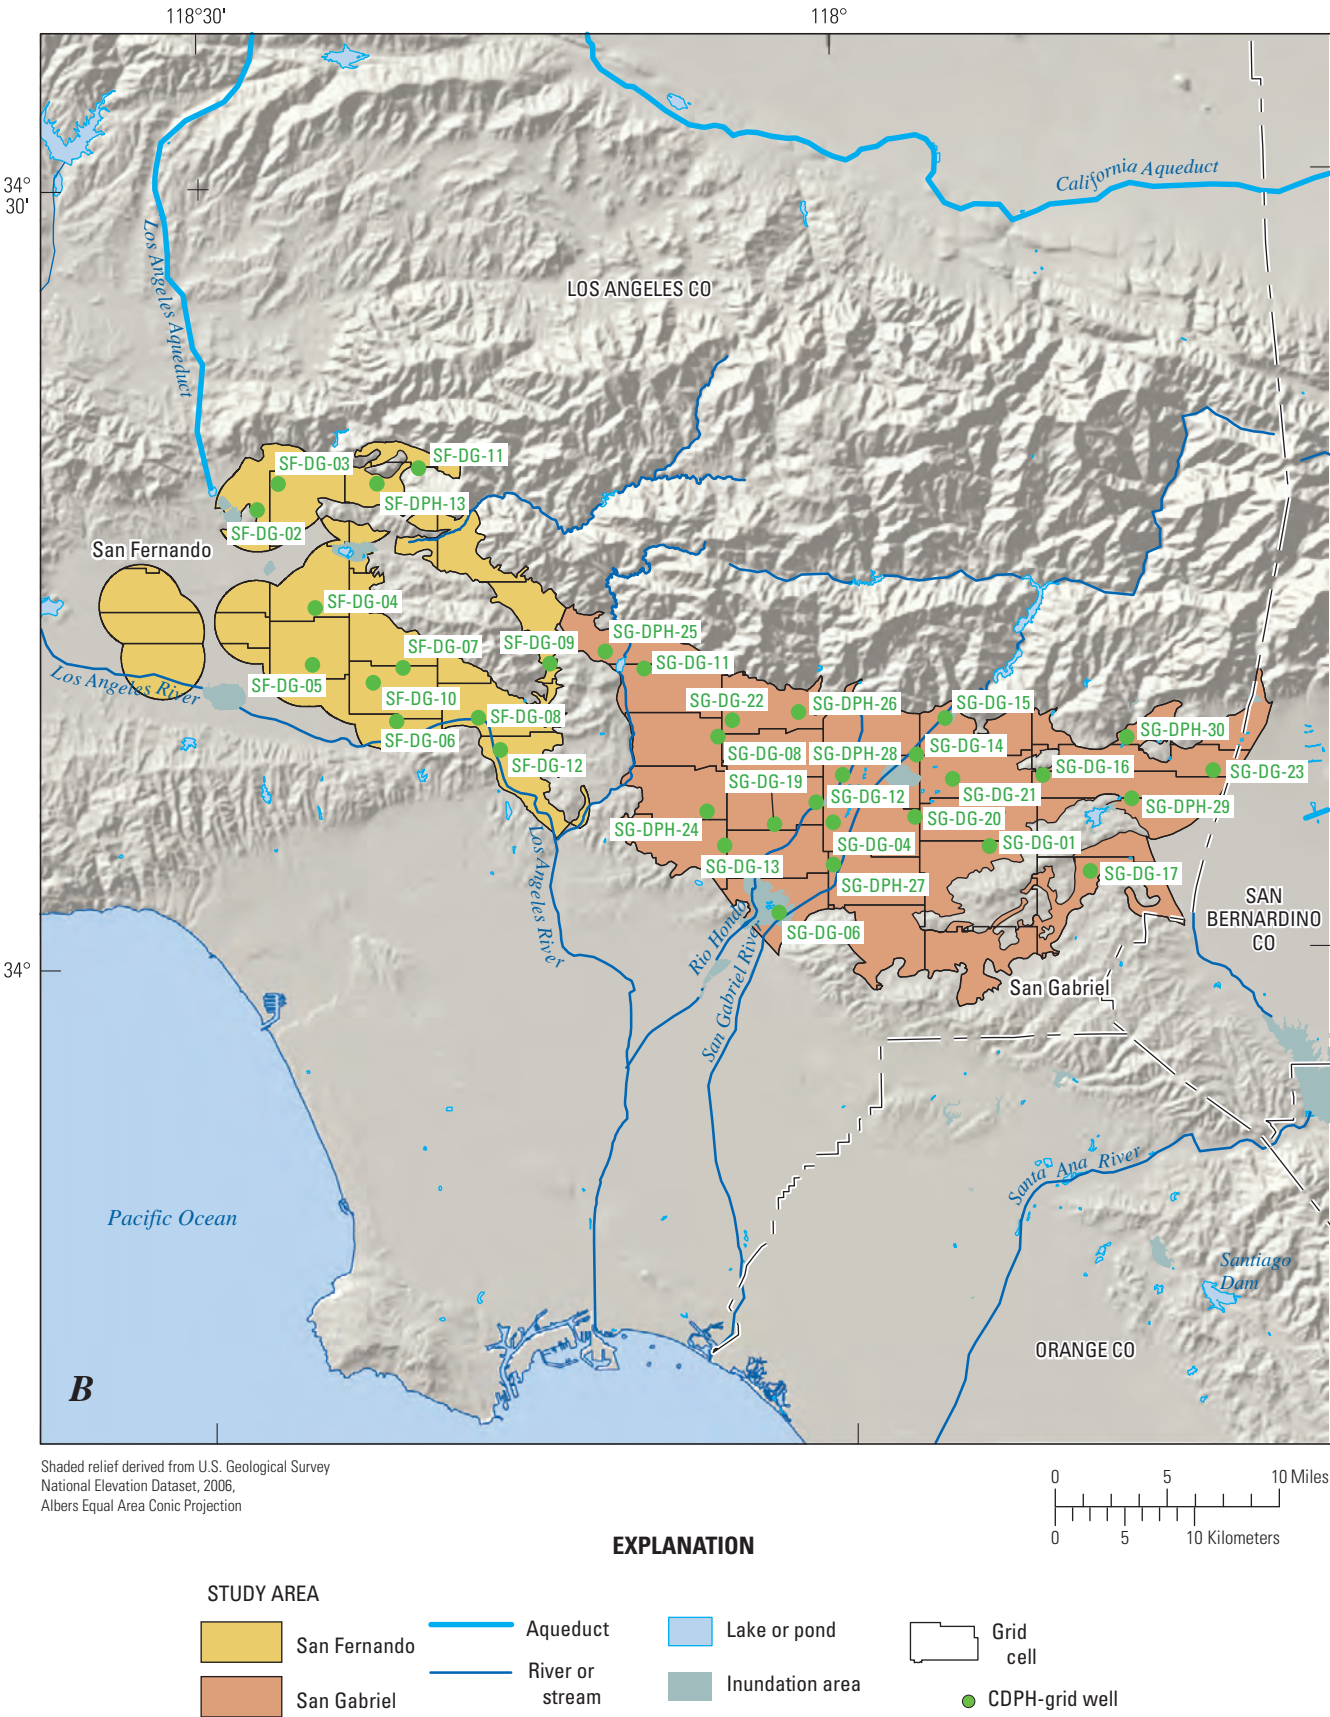 118°30'
118°
34°
30'
California Aqueduct
Los Angeles Aqueduct
LOS ANGELES CO
SF-DG-11
SF-DG-03
SF-DPH-13
SF-DG-02
San Fernando
SF-DG-04
SG-DPH-25
SF-DG-07
SF-DG-09
SG-DG-11
Los Angeles River
SF-DG-05
SF-DG-10
SG-DG-22
SG-DPH-26
SG-DG-15
SF-DG-08
SF-DG-06
SG-DPH-30
SG-DG-08
SG-DPH-28
SG-DG-14
SF-DG-12
SG-DG-16
SG-DG-23
SG-DG-19
SG-DG-12
SG-DG-21
SG-DPH-29
SG-DPH-24
SG-DG-20
SG-DG-04
SG-DG-01
SG-DG-13
SG-DG-17
SG-DPH-27
Los Angeles River
SAN
BERNARDINO
CO
Rio Hondo
SG-DG-06
San Gabriel River
34°
San Gabriel
Santa Ana River
Pacific Ocean
Santiago
Dam
ORANGE CO
B
Shaded relief derived from U.S. Geological Survey
National Elevation Dataset, 2006,
Albers Equal Area Conic Projection
0 5 10 Miles
0 5 10 Kilometers
EXPLANATION
STUDY AREA
San Fernando
San Gabriel
Aqueduct
River or
stream
Lake or pond
Inundation area
Grid
cell
CDPH-grid well